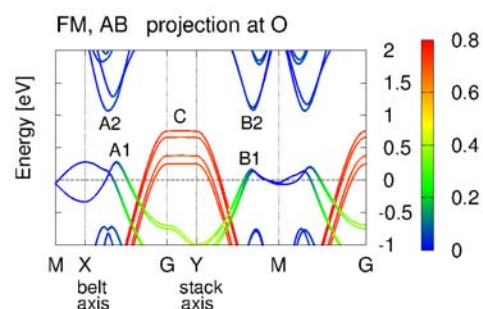 FM, AB projection at O
Energy [eV]
2
1.5
1
0.5
0
-0.5
-1
A2
A1
C
B2
B1
M X G Y M G
belt axis
stack axis
0.8
0.6
0.4
0.2
0